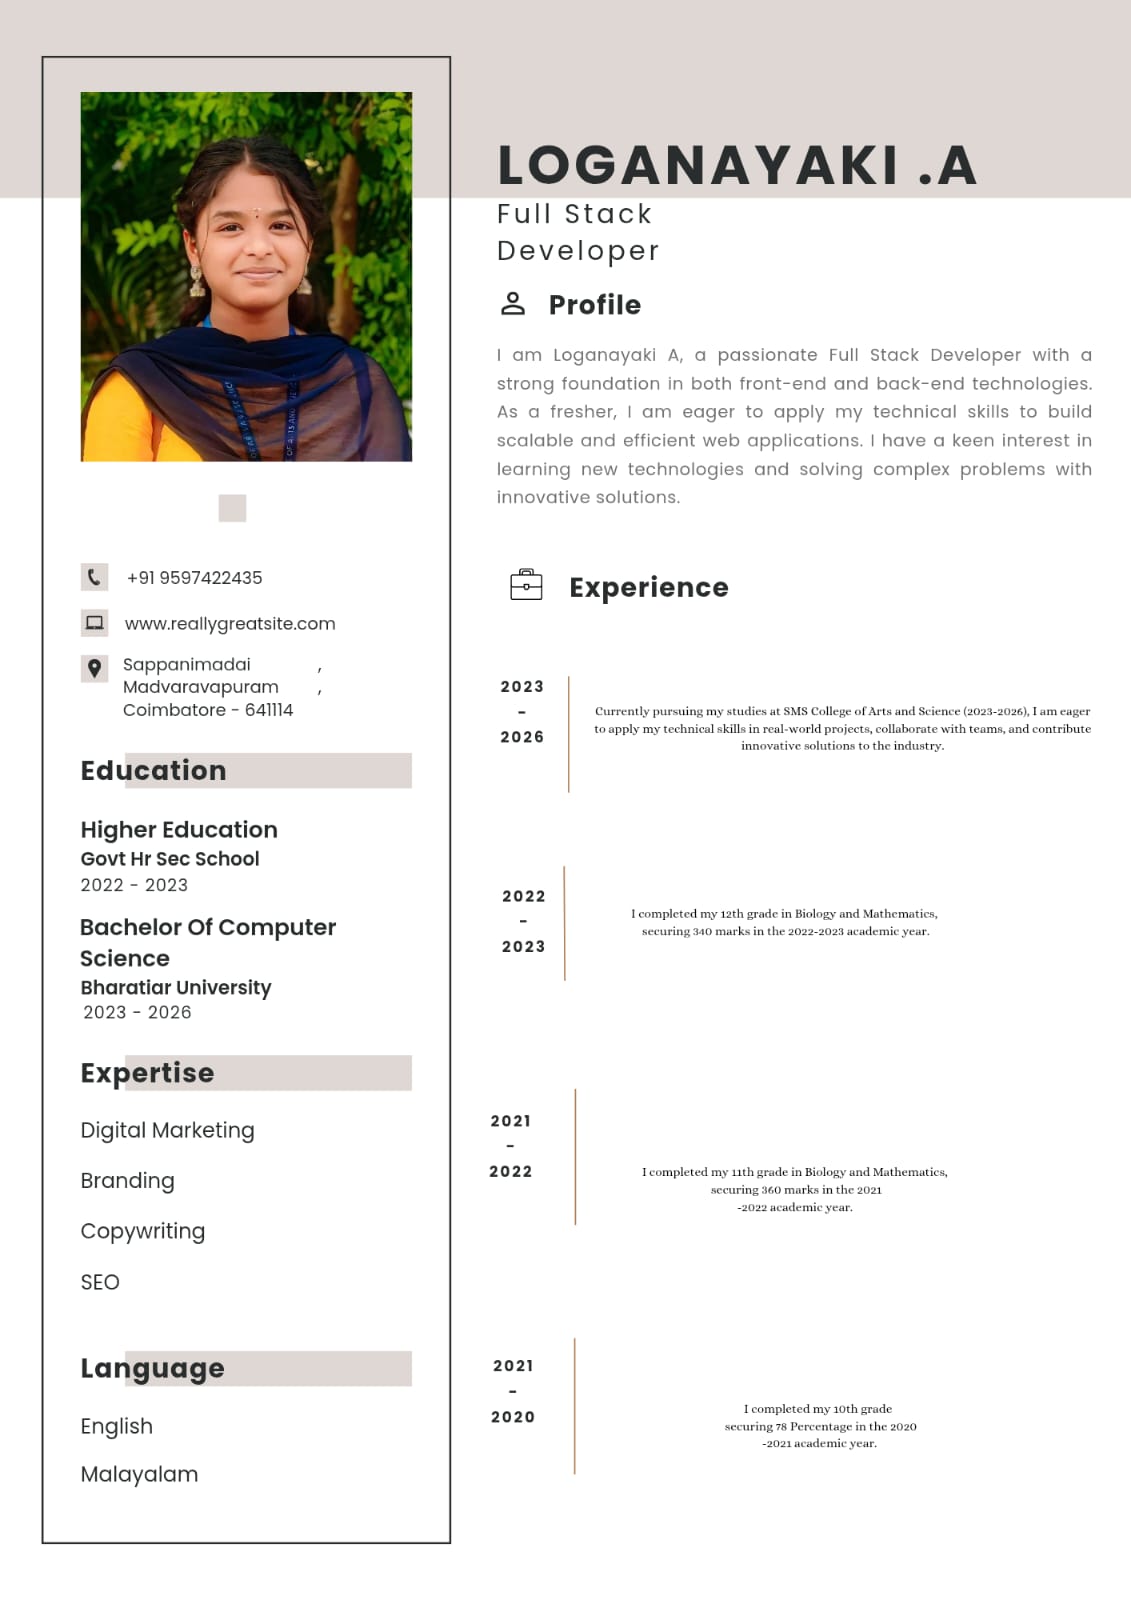 LOGANAYAKI .A
Full Stack
Developer
Profile
I am Loganayaki A, a passionate Full Stack Developer with a
strong foundation in both front-end and back-end technologies.
As a fresher, I am eager to apply my technical skills to build
scalable and efficient web applications. I have a keen interest in
learning new technologies and solving complex problems with
innovative solutions.
+91 9597422435
www.reallygreatsite.com
Sappanimadai ,
Madvaravapuram ,
Coimbatore - 641114
Education
Higher Education
Govt Hr Sec School
2022 - 2023
Bachelor Of Computer
Science
Bharatiar University
2023 - 2026
Expertise
Digital Marketing
Branding
Copywriting
SEO
Language
English
Malayalam
Experience
2023
-
2026
Currently pursuing my studies at SMS College of Arts and Science (2023-2026), I am eager
to apply my technical skills in real-world projects, collaborate with teams, and contribute
innovative solutions to the industry.
2022
-
2023
I completed my 12th grade in Biology and Mathematics,
securing 340 marks in the 2022-2023 academic year.
2021
-
2022
I completed my 11th grade in Biology and Mathematics,
securing 360 marks in the 2021
-2022 academic year.
2021
-
2020
I completed my 10th grade
securing 78 Percentage in the 2020
-2021 academic year.